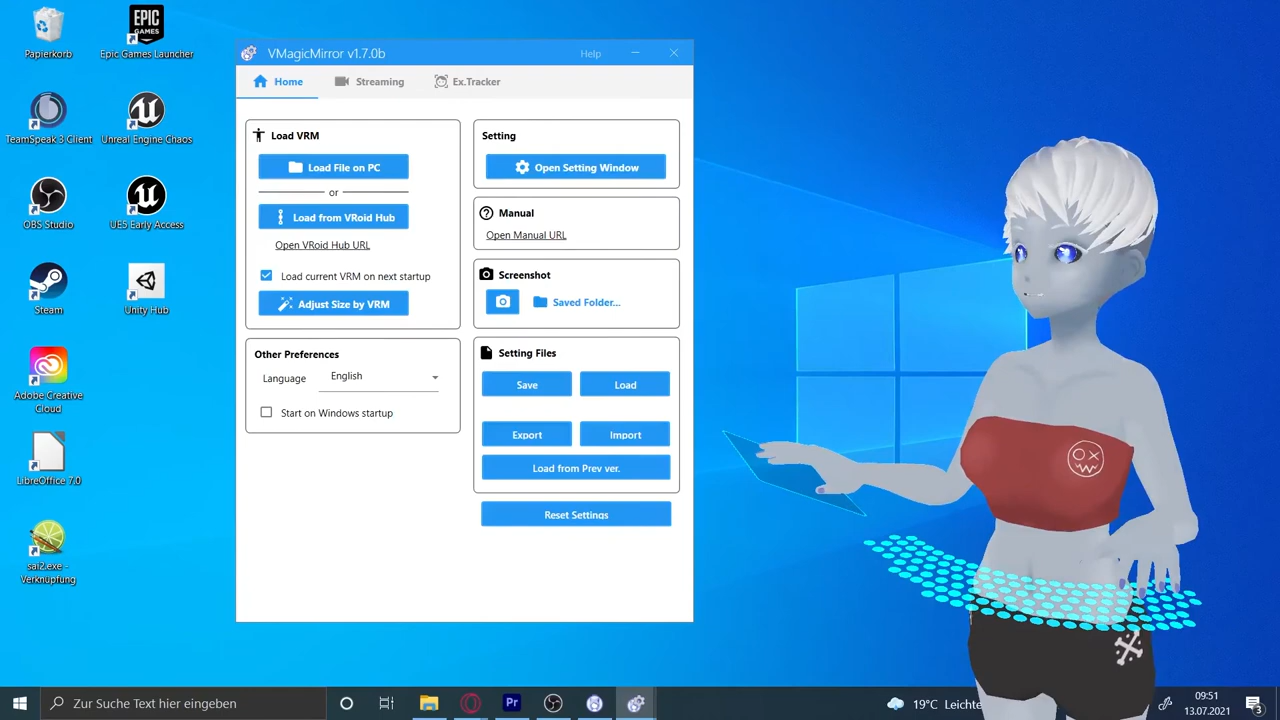 Papierkorb
EPIC
GAMES
Epic Games Launcher
TeamSpeak 3 Client
Unreal Engine Chaos
OBS Studio
UE5 Early Access
Steam
Unity Hub
Adobe Creative
Cloud
LibreOffice 7.0
sai2.exe -
Verknüpfung
VMagicMirror v1.7.0b
Help
Home
Streaming
Ex.Tracker
Load VRM
Load File on PC
or
Load from VRoid Hub
Open VRoid Hub URL
Load current VRM on next startup
Adjust Size by VRM
Other Preferences
Language
English
Start on Windows startup
Setting
Open Setting Window
Manual
Open Manual URL
Screenshot
Saved Folder...
Setting Files
Save
Load
Export
Import
Load from Prev ver.
Reset Settings
Zur Suche Text hier eingeben
Pr
19°C Leichte
09:51
13.07.2021
3